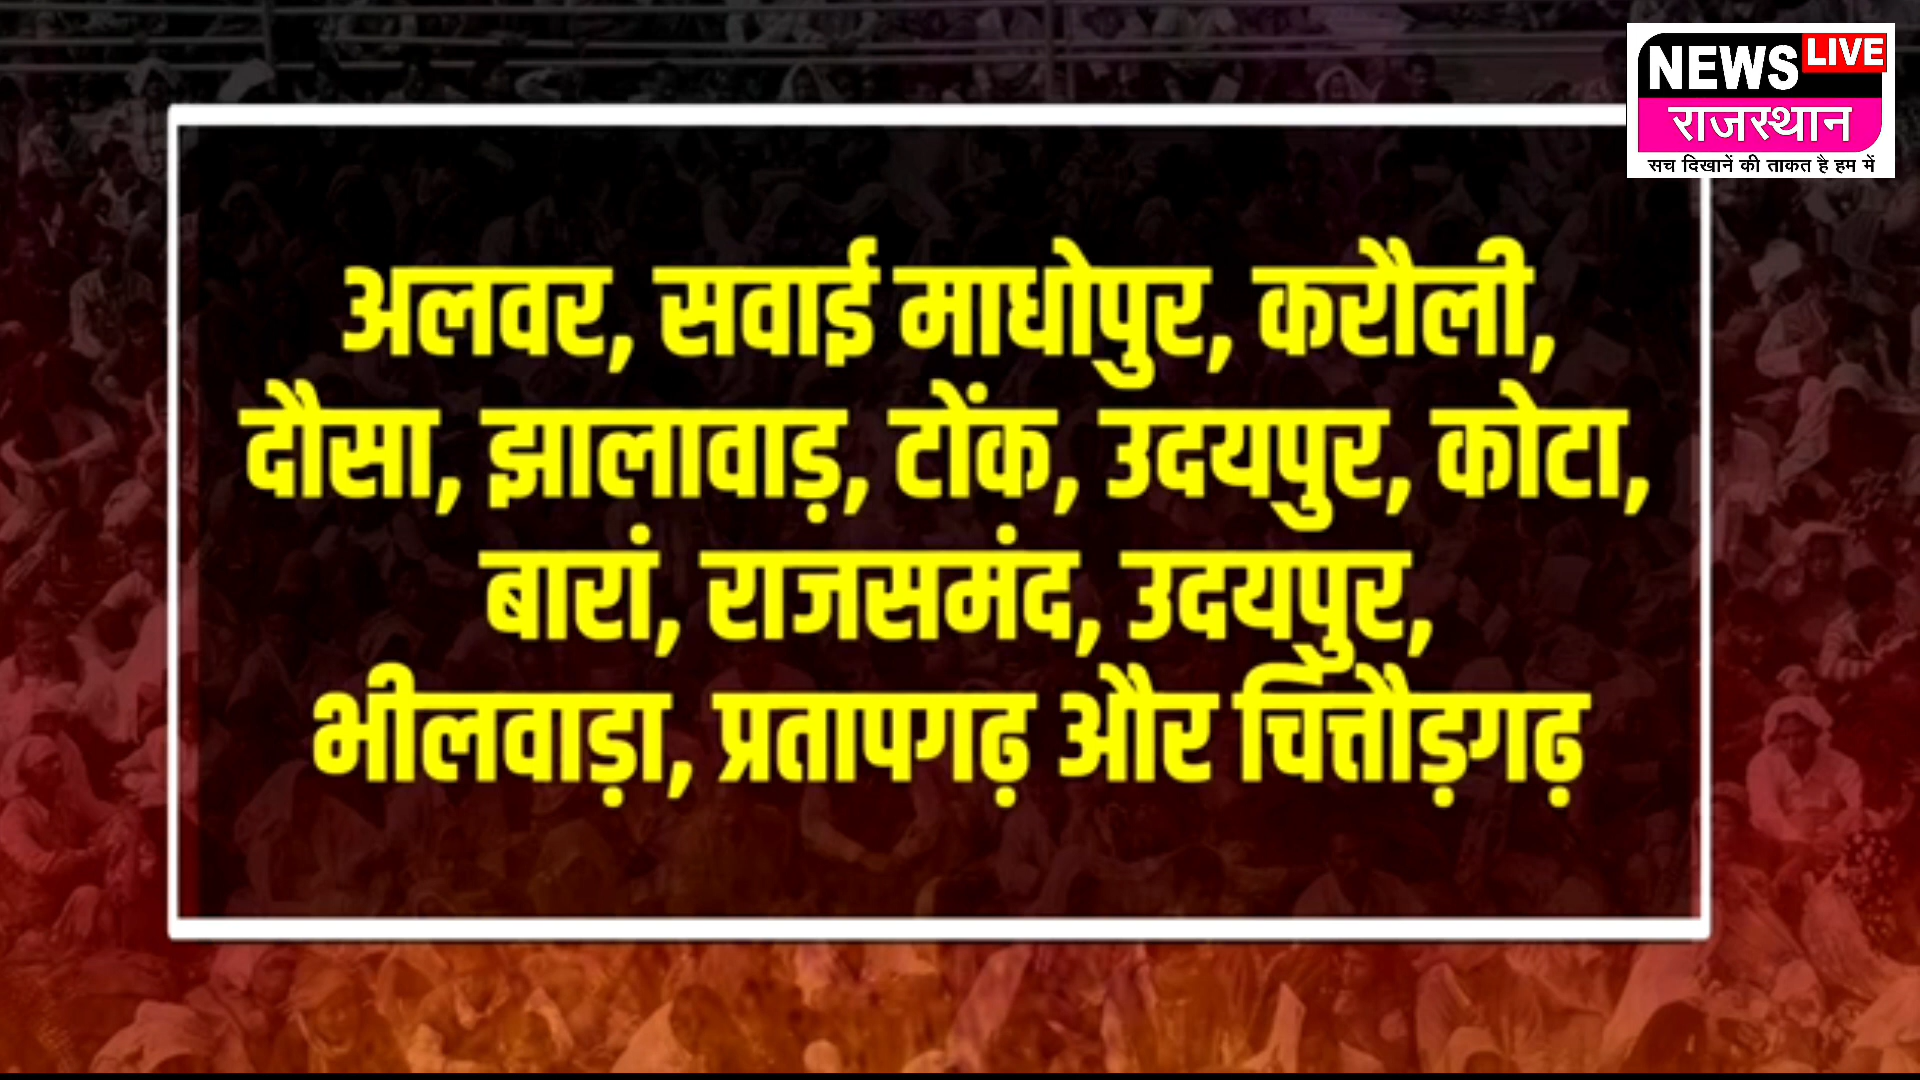 NEWS LIVE
राजस्थान
सच दिखानें की ताकत है हम में
अलवर, सवाई माधोपुर, करौली,
दौसा, झालावाड़, टोंक, उदयपुर, कोटा,
बारां, राजसमंद, उदयपुर,
भीलवाड़ा, प्रतापगढ़ और चित्तौड़गढ़